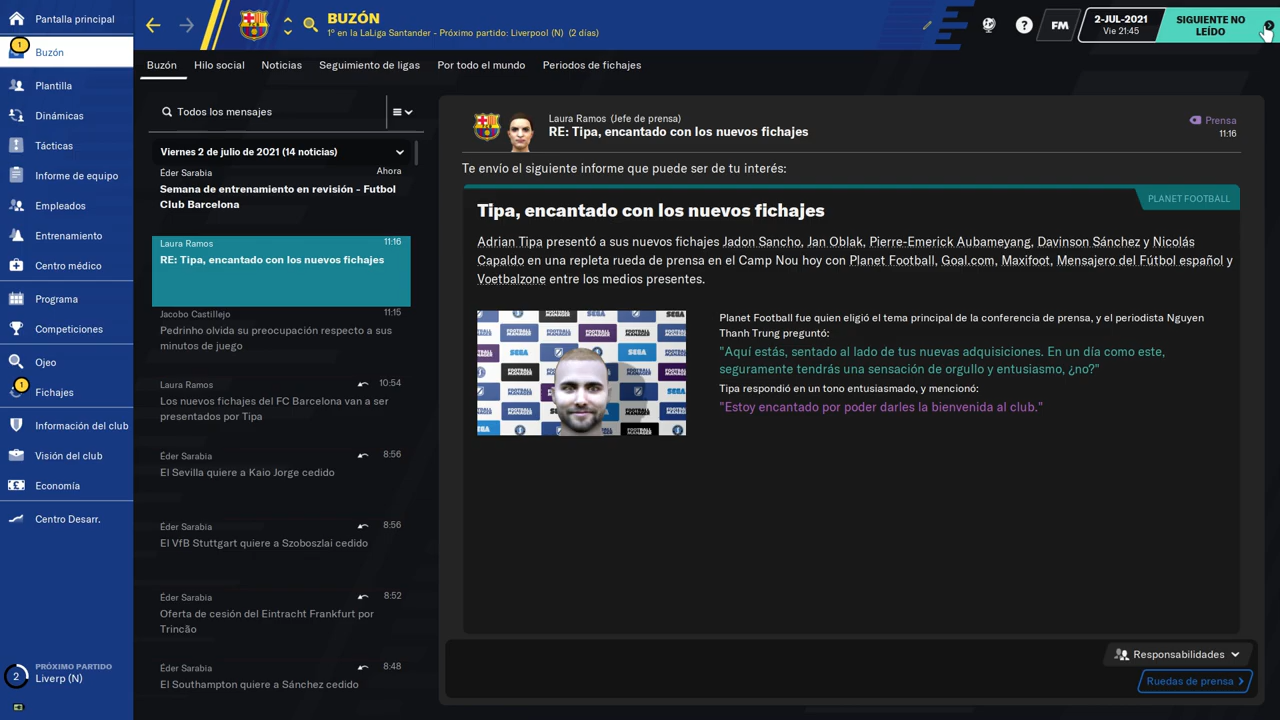 Pantalla principal
1
Buzón
Plantilla
Dinámicas
Tácticas
Informe de equipo
Empleados
Entrenamiento
Centro médico
Programa
Competiciones
Ojeo
1
Fichajes
Información del club
Visión del club
Economía
Centro Desarr.
2
PRÓXIMO PARTIDO
Liverp (N)
BUZÓN
1º en la LaLiga Santander - Próximo partido: Liverpool (N) (2 días)
?
FM
2-JUL-2021
Vie 21:45
SIGUIENTE NO
LEÍDO
Buzón Hilo social Noticias Seguimiento de ligas Por todo el mundo Periodos de fichajes
Todos los mensajes
Viernes 2 de julio de 2021 (14 noticias)
Éder Sarabia Ahora
Semana de entrenamiento en revisión - Futbol
Club Barcelona
Laura Ramos 11:16
RE: Tipa, encantado con los nuevos fichajes
Jacobo Castillejo 11:15
Pedrinho olvida su preocupación respecto a sus
minutos de juego
Laura Ramos 10:54
Los nuevos fichajes del FC Barcelona van a ser
presentados por Tipa
Éder Sarabia 8:56
El Sevilla quiere a Kaio Jorge cedido
Éder Sarabia 8:56
El VfB Stuttgart quiere a Szoboszlai cedido
Éder Sarabia 8:52
Oferta de cesión del Eintracht Frankfurt por
Trincão
Éder Sarabia 8:48
El Southampton quiere a Sánchez cedido
Laura Ramos (Jefe de prensa)
RE: Tipa, encantado con los nuevos fichajes
Prensa
11:16
Te envío el siguiente informe que puede ser de tu interés:
PLANET FOOTBALL
Tipa, encantado con los nuevos fichajes
Adrian Tipa presentó a sus nuevos fichajes Jadon Sancho, Jan Oblak, Pierre-Emerick Aubameyang, Davinson Sánchez y Nicolás
Capaldo en una repleta rueda de prensa en el Camp Nou hoy con Planet Football, Goal.com, Maxifoot, Mensajero del Fútbol español y
Voetbalzone entre los medios presentes.
Planet Football fue quien eligió el tema principal de la conferencia de prensa, y el periodista Nguyen
Thanh Trung preguntó:
"Aquí estás, sentado al lado de tus nuevas adquisiciones. En un día como este,
seguramente tendrás una sensación de orgullo y entusiasmo, ¿no?"
Tipa respondió en un tono entusiasmado, y mencionó:
"Estoy encantado por poder darles la bienvenida al club."
Responsabilidades
Ruedas de prensa